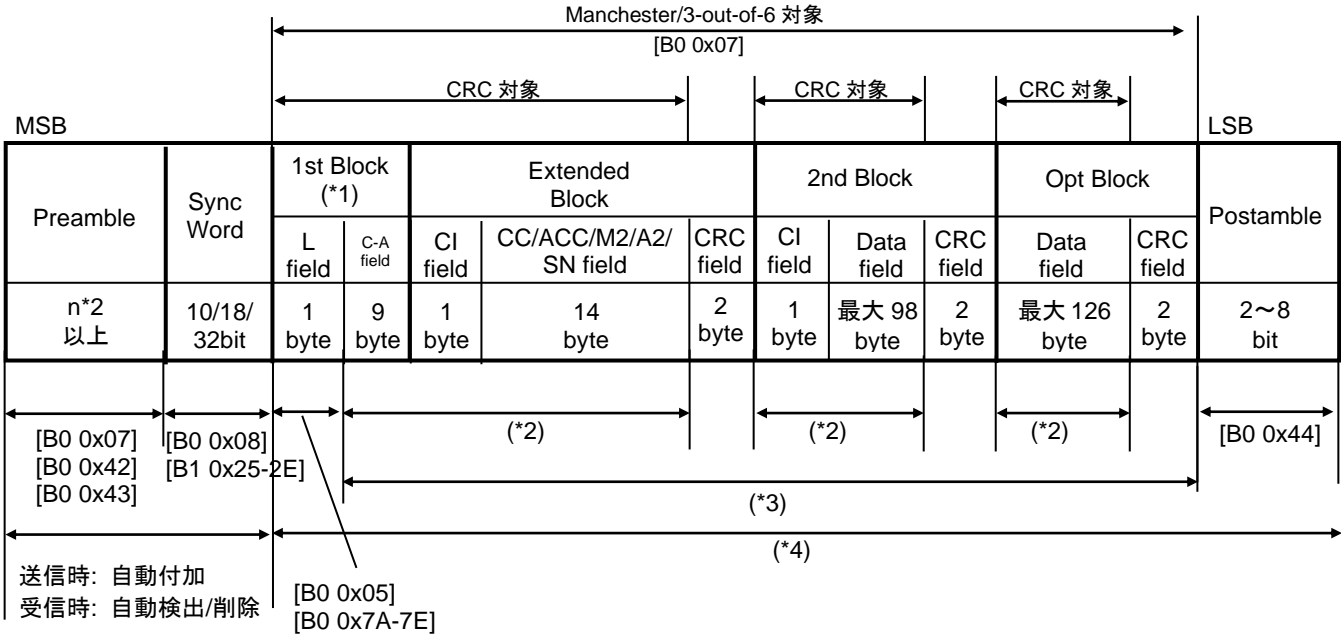 Manchester/3-out-of-6 対象
[B0 0x07]
CRC 対象
CRC 対象
CRC 対象
MSB
LSB
Preamble
Sync
Word
1st Block
(*1)
Extended
Block
2nd Block
Opt Block
Postamble
L
field
C-A
field
CI
field
CC/ACC/M2/A2/
SN field
CRC
field
CI
field
Data
field
CRC
field
Data
field
CRC
field
n*2
以上
10/18/
32bit
1
byte
9
byte
1
byte
14
byte
2
byte
1
byte
最大 98
byte
2
byte
最大 126
byte
2
byte
2~8
bit
[B0 0x07]
[B0 0x42]
[B0 0x43]
[B0 0x08]
[B1 0x25-2E]
(*2)
(*2)
(*2)
[B0 0x44]
(*3)
(*4)
送信時: 自動付加
受信時: 自動検出/削除
[B0 0x05]
[B0 0x7A-7E]